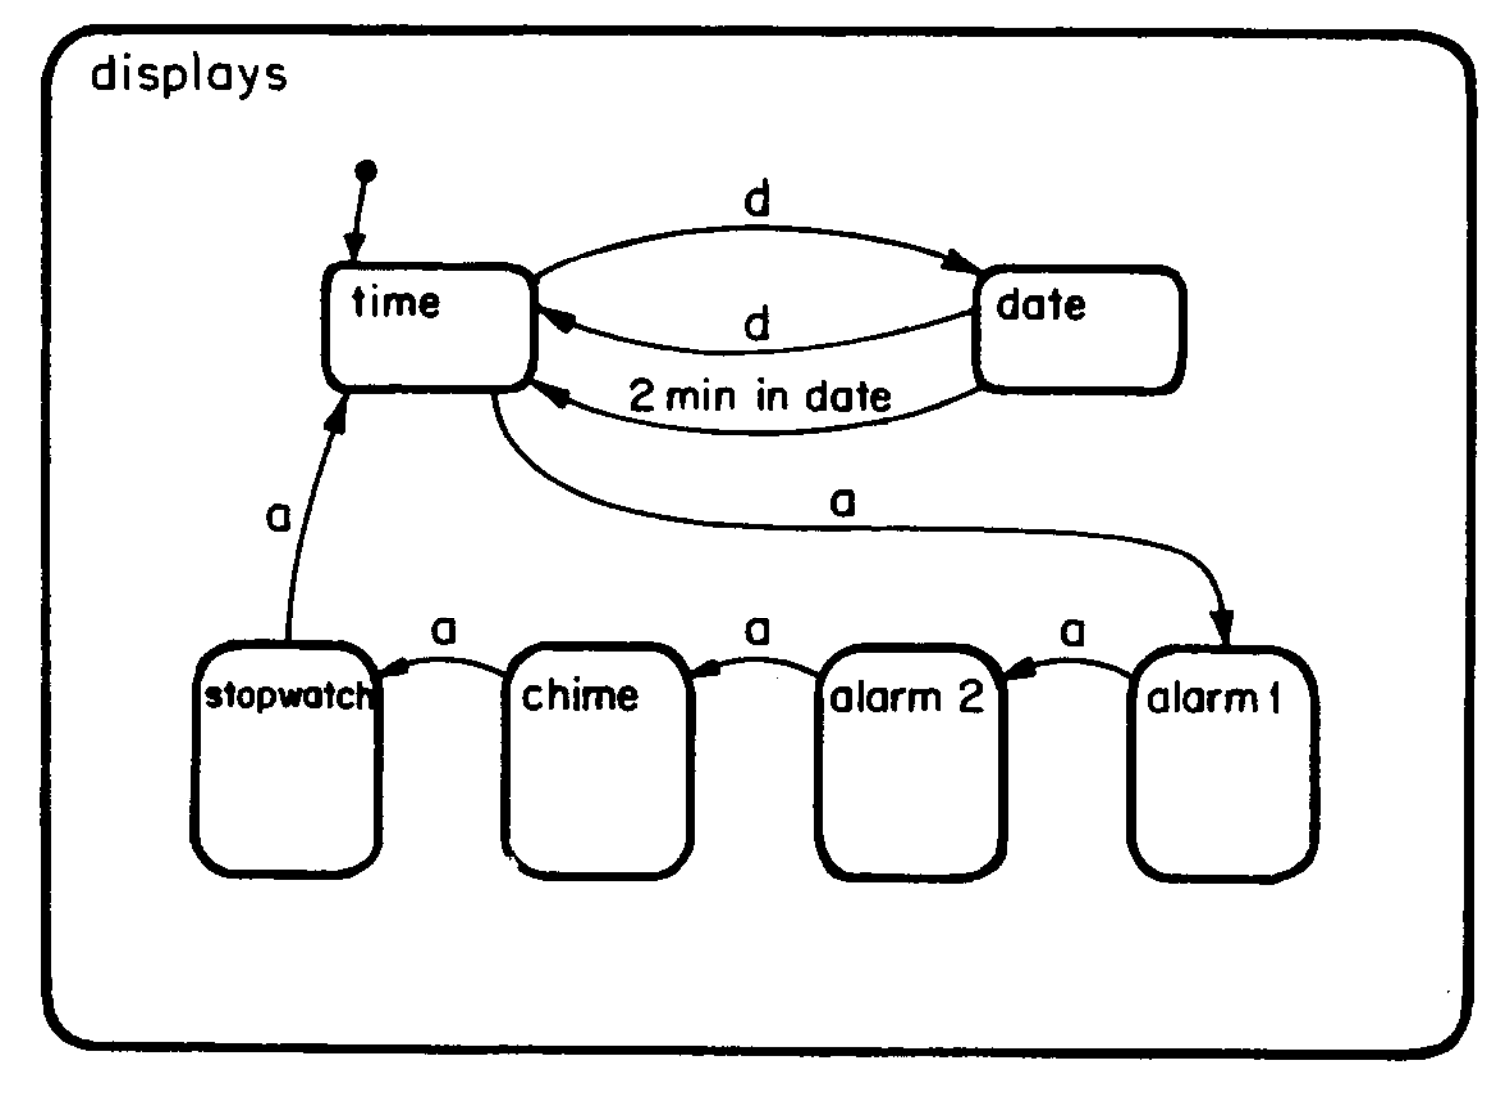 displays
d
time
date
d
2 min in date
a
a
a
a
a
stopwatch
chime
alarm 2
alarm 1